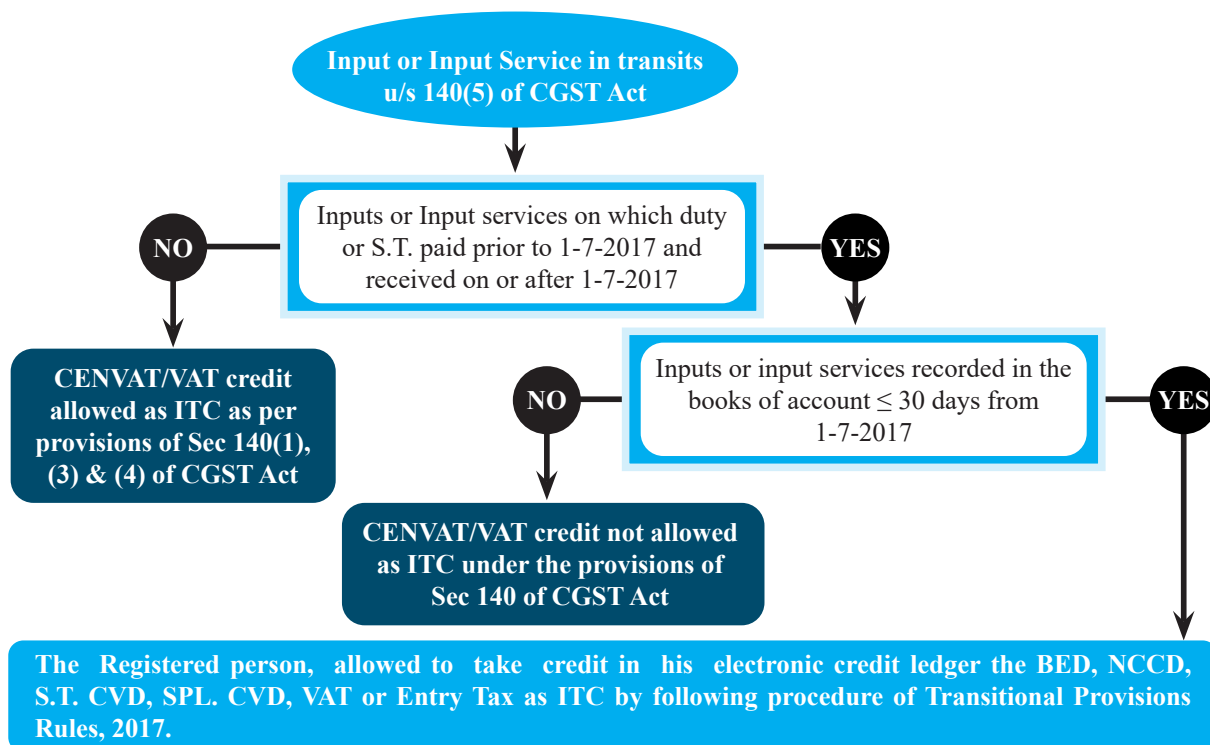 Input or Input Service in transits
u/s 140(5) of CGST Act
Inputs or Input services on which duty
or S.T. paid prior to 1-7-2017 and
received on or after 1-7-2017
NO
YES
CENVAT/VAT credit
allowed as ITC as per
provisions of Sec 140(1),
(3) & (4) of CGST Act
Inputs or input services recorded in the
books of account ≤ 30 days from
1-7-2017
NO
YES
CENVAT/VAT credit not allowed
as ITC under the provisions of
Sec 140 of CGST Act
The Registered person, allowed to take credit in his electronic credit ledger the BED, NCCD,
S.T. CVD, SPL. CVD, VAT or Entry Tax as ITC by following procedure of Transitional Provisions
Rules, 2017.